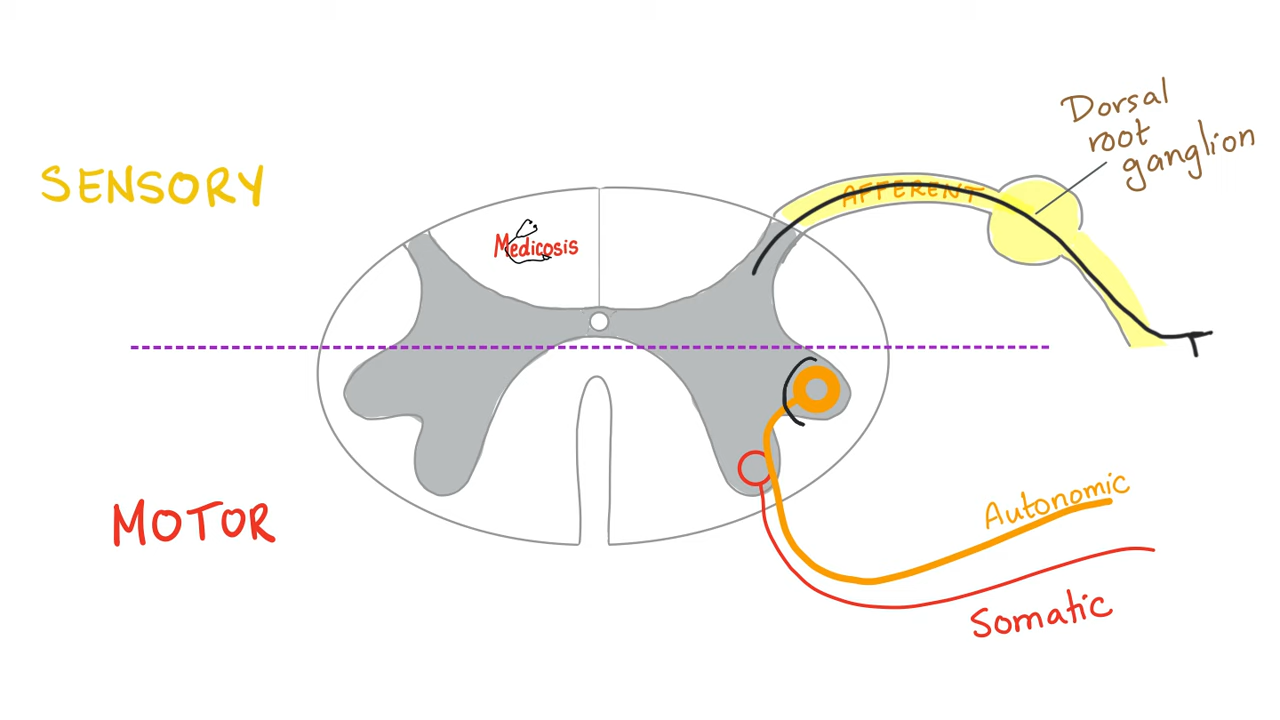 Dorsal
root
ganglion
SENSORY
AFFERENT
Medicosis
MOTOR
Autonomic
Somatic